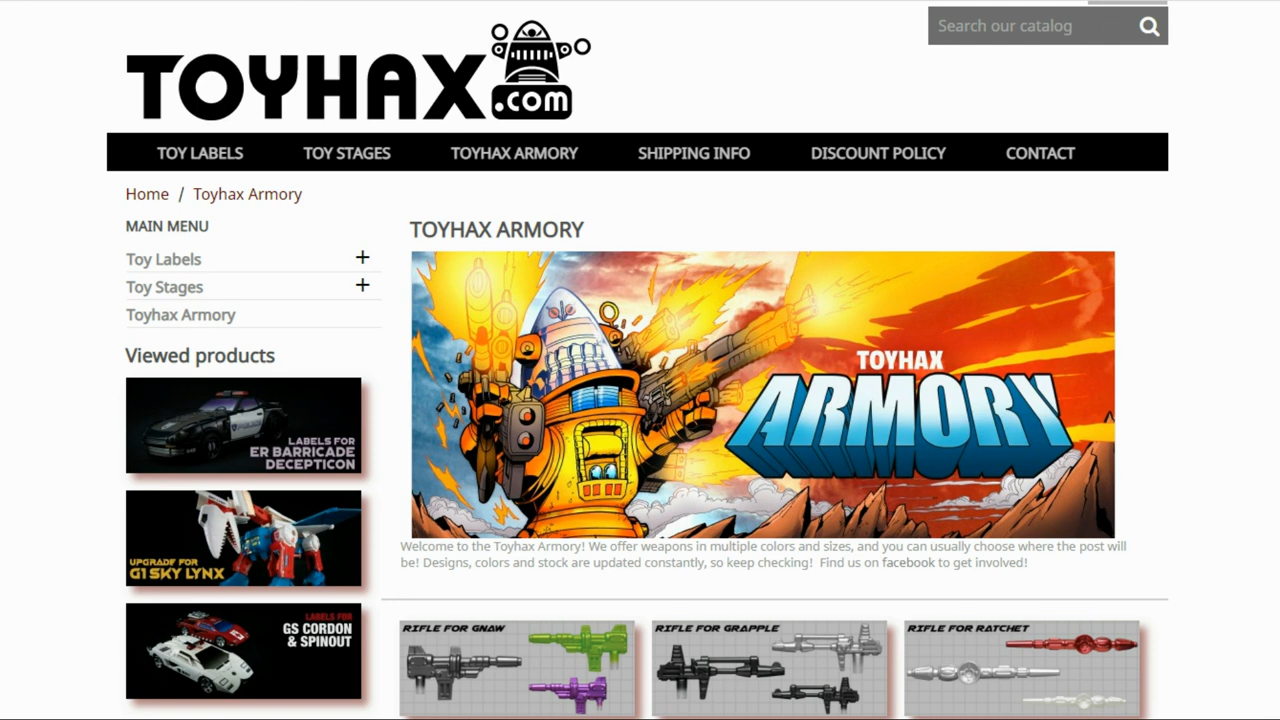 Search our catalog
TOYHAX
.com
TOY LABELS TOY STAGES TOYHAX ARMORY SHIPPING INFO DISCOUNT POLICY CONTACT
Home / Toyhax Armory
MAIN MENU
Toy Labels +
Toy Stages +
Toyhax Armory
Viewed products
LABELS FOR
ER BARRICADE
DECEPTICON
UPGRADE FOR
G1 SKY LYNX
LABELS FOR
GS CORDON
& SPINOUT
TOYHAX ARMORY
TOYHAX
ARMORY
Welcome to the Toyhax Armory! We offer weapons in multiple colors and sizes, and you can usually choose where the post will
be! Designs, colors and stock are updated constantly, so keep checking! Find us on facebook to get involved!
RIFLE FOR GNAW
RIFLE FOR GRAPPLE
RIFLE FOR RATCHET